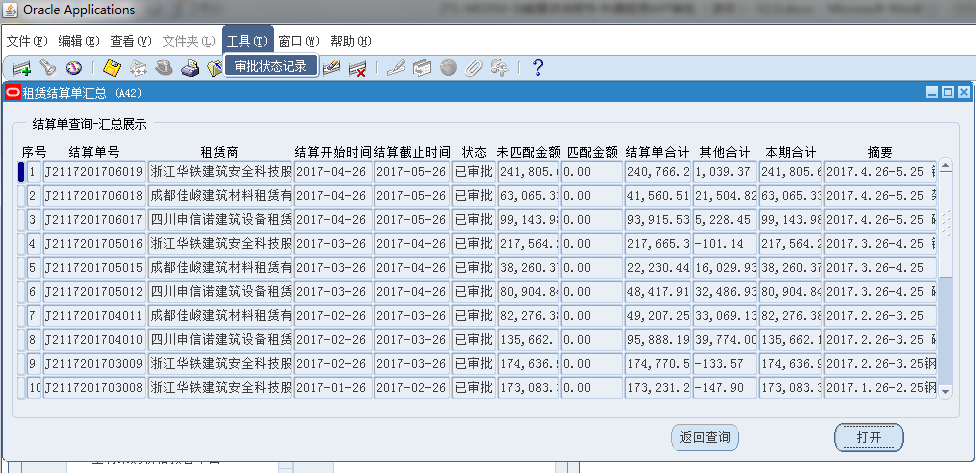 Oracle Applications
文件(F) 编辑(E) 查看(V) 文件夹(L) 工具(T) 窗口(W) 帮助(H)
审批状态记录
租赁结算单汇总 (A42)
结算单查询-汇总展示
序号 结算单号 租赁商 结算开始时间 结算截止时间 状态 未匹配金额 匹配金额 结算单合计 其他合计 本期合计 摘要
1 J2117201706019 浙江华铁建筑安全科技股 2017-04-26 2017-05-26 已审批 241,805. 0.00 240,766.2 1,039.37 241,805.6 2017.4.26-5.25
2 J2117201706018 成都佳峻建筑材料租赁有 2017-04-26 2017-05-26 已审批 63,065.3 0.00 41,560.51 21,504.82 63,065.33 2017.4.26-5.25
3 J2117201706017 四川申信诺建筑设备租赁 2017-04-26 2017-05-26 已审批 99,143.98 0.00 93,915.53 5,228.45 99,143.98 2017.4.26-5.25
4 J2117201705016 浙江华铁建筑安全科技股 2017-03-26 2017-04-26 已审批 217,564. 0.00 217,665.3 -101.14 217,564.2 2017.3.26-4.25
5 J2117201705015 成都佳峻建筑材料租赁有 2017-03-26 2017-04-26 已审批 38,260.37 0.00 22,230.44 16,029.93 38,260.37 2017.3.26-4.25
6 J2117201705012 四川申信诺建筑设备租赁 2017-03-26 2017-04-26 已审批 80,904.84 0.00 48,417.91 32,486.93 80,904.84 2017.3.26-4.25
7 J2117201704011 成都佳峻建筑材料租赁有 2017-02-26 2017-03-26 已审批 82,276.38 0.00 49,207.25 33,069.13 82,276.38 2017.2.26-3.25
8 J2117201704010 四川申信诺建筑设备租赁 2017-02-26 2017-03-26 已审批 135,662. 0.00 95,888.19 39,774.00 135,662.1 2017.2.26-3.25
9 J2117201703009 浙江华铁建筑安全科技股 2017-02-26 2017-03-26 已审批 174,636. 0.00 174,770.5 -133.57 174,636.9 2017.2.26-3.25钢
10 J2117201703008 浙江华铁建筑安全科技股 2017-01-26 2017-02-26 已审批 173,083. 0.00 173,231.2 -147.90 173,083.3 2017.1.26-2.25钢
返回查询 打开